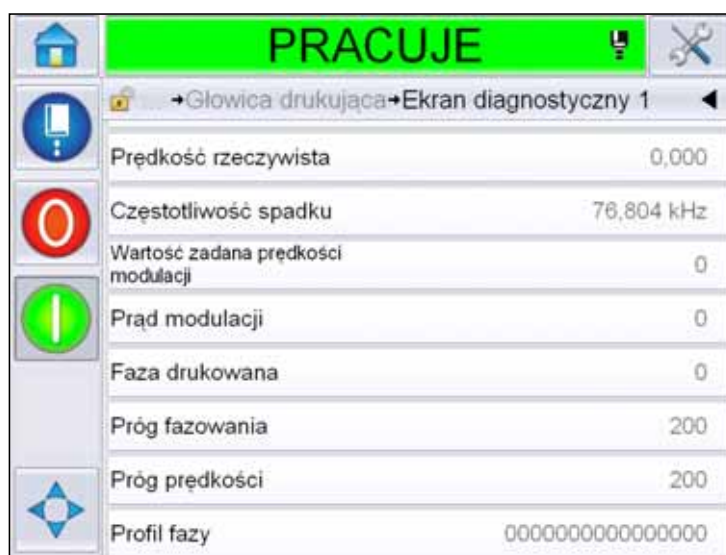 PRACUJE
... →Głowica drukująca→Ekran diagnostyczny 1
Prędkość rzeczywista 0,000
Częstotliwość spadku 76,804 kHz
Wartość zadana prędkości
modulacji 0
Prąd modulacji 0
Faza drukowana 0
Próg fazowania 200
Próg prędkości 200
Profil fazy 0000000000000000